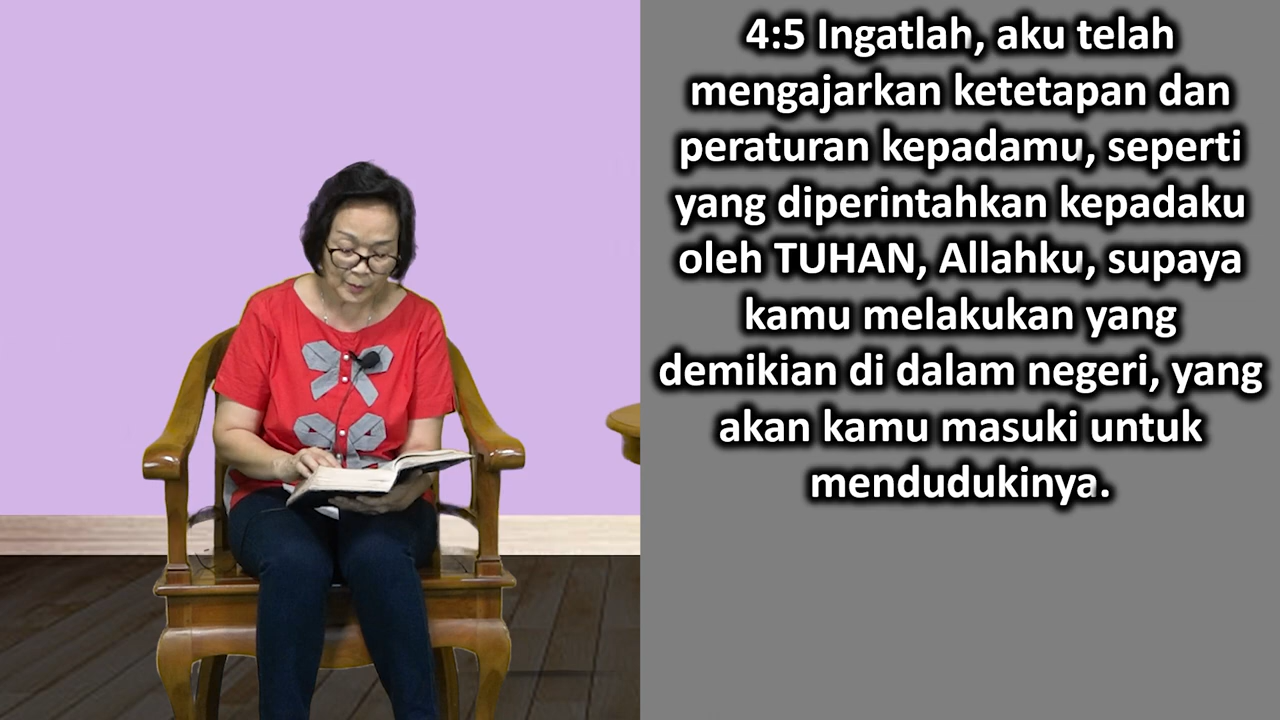 4:5 Ingatlah, aku telah
mengajarkan ketetapan dan
peraturan kepadamu, seperti
yang diperintahkan kepadaku
oleh TUHAN, Allahku, supaya
kamu melakukan yang
demikian di dalam negeri, yang
akan kamu masuki untuk
mendudukinya.